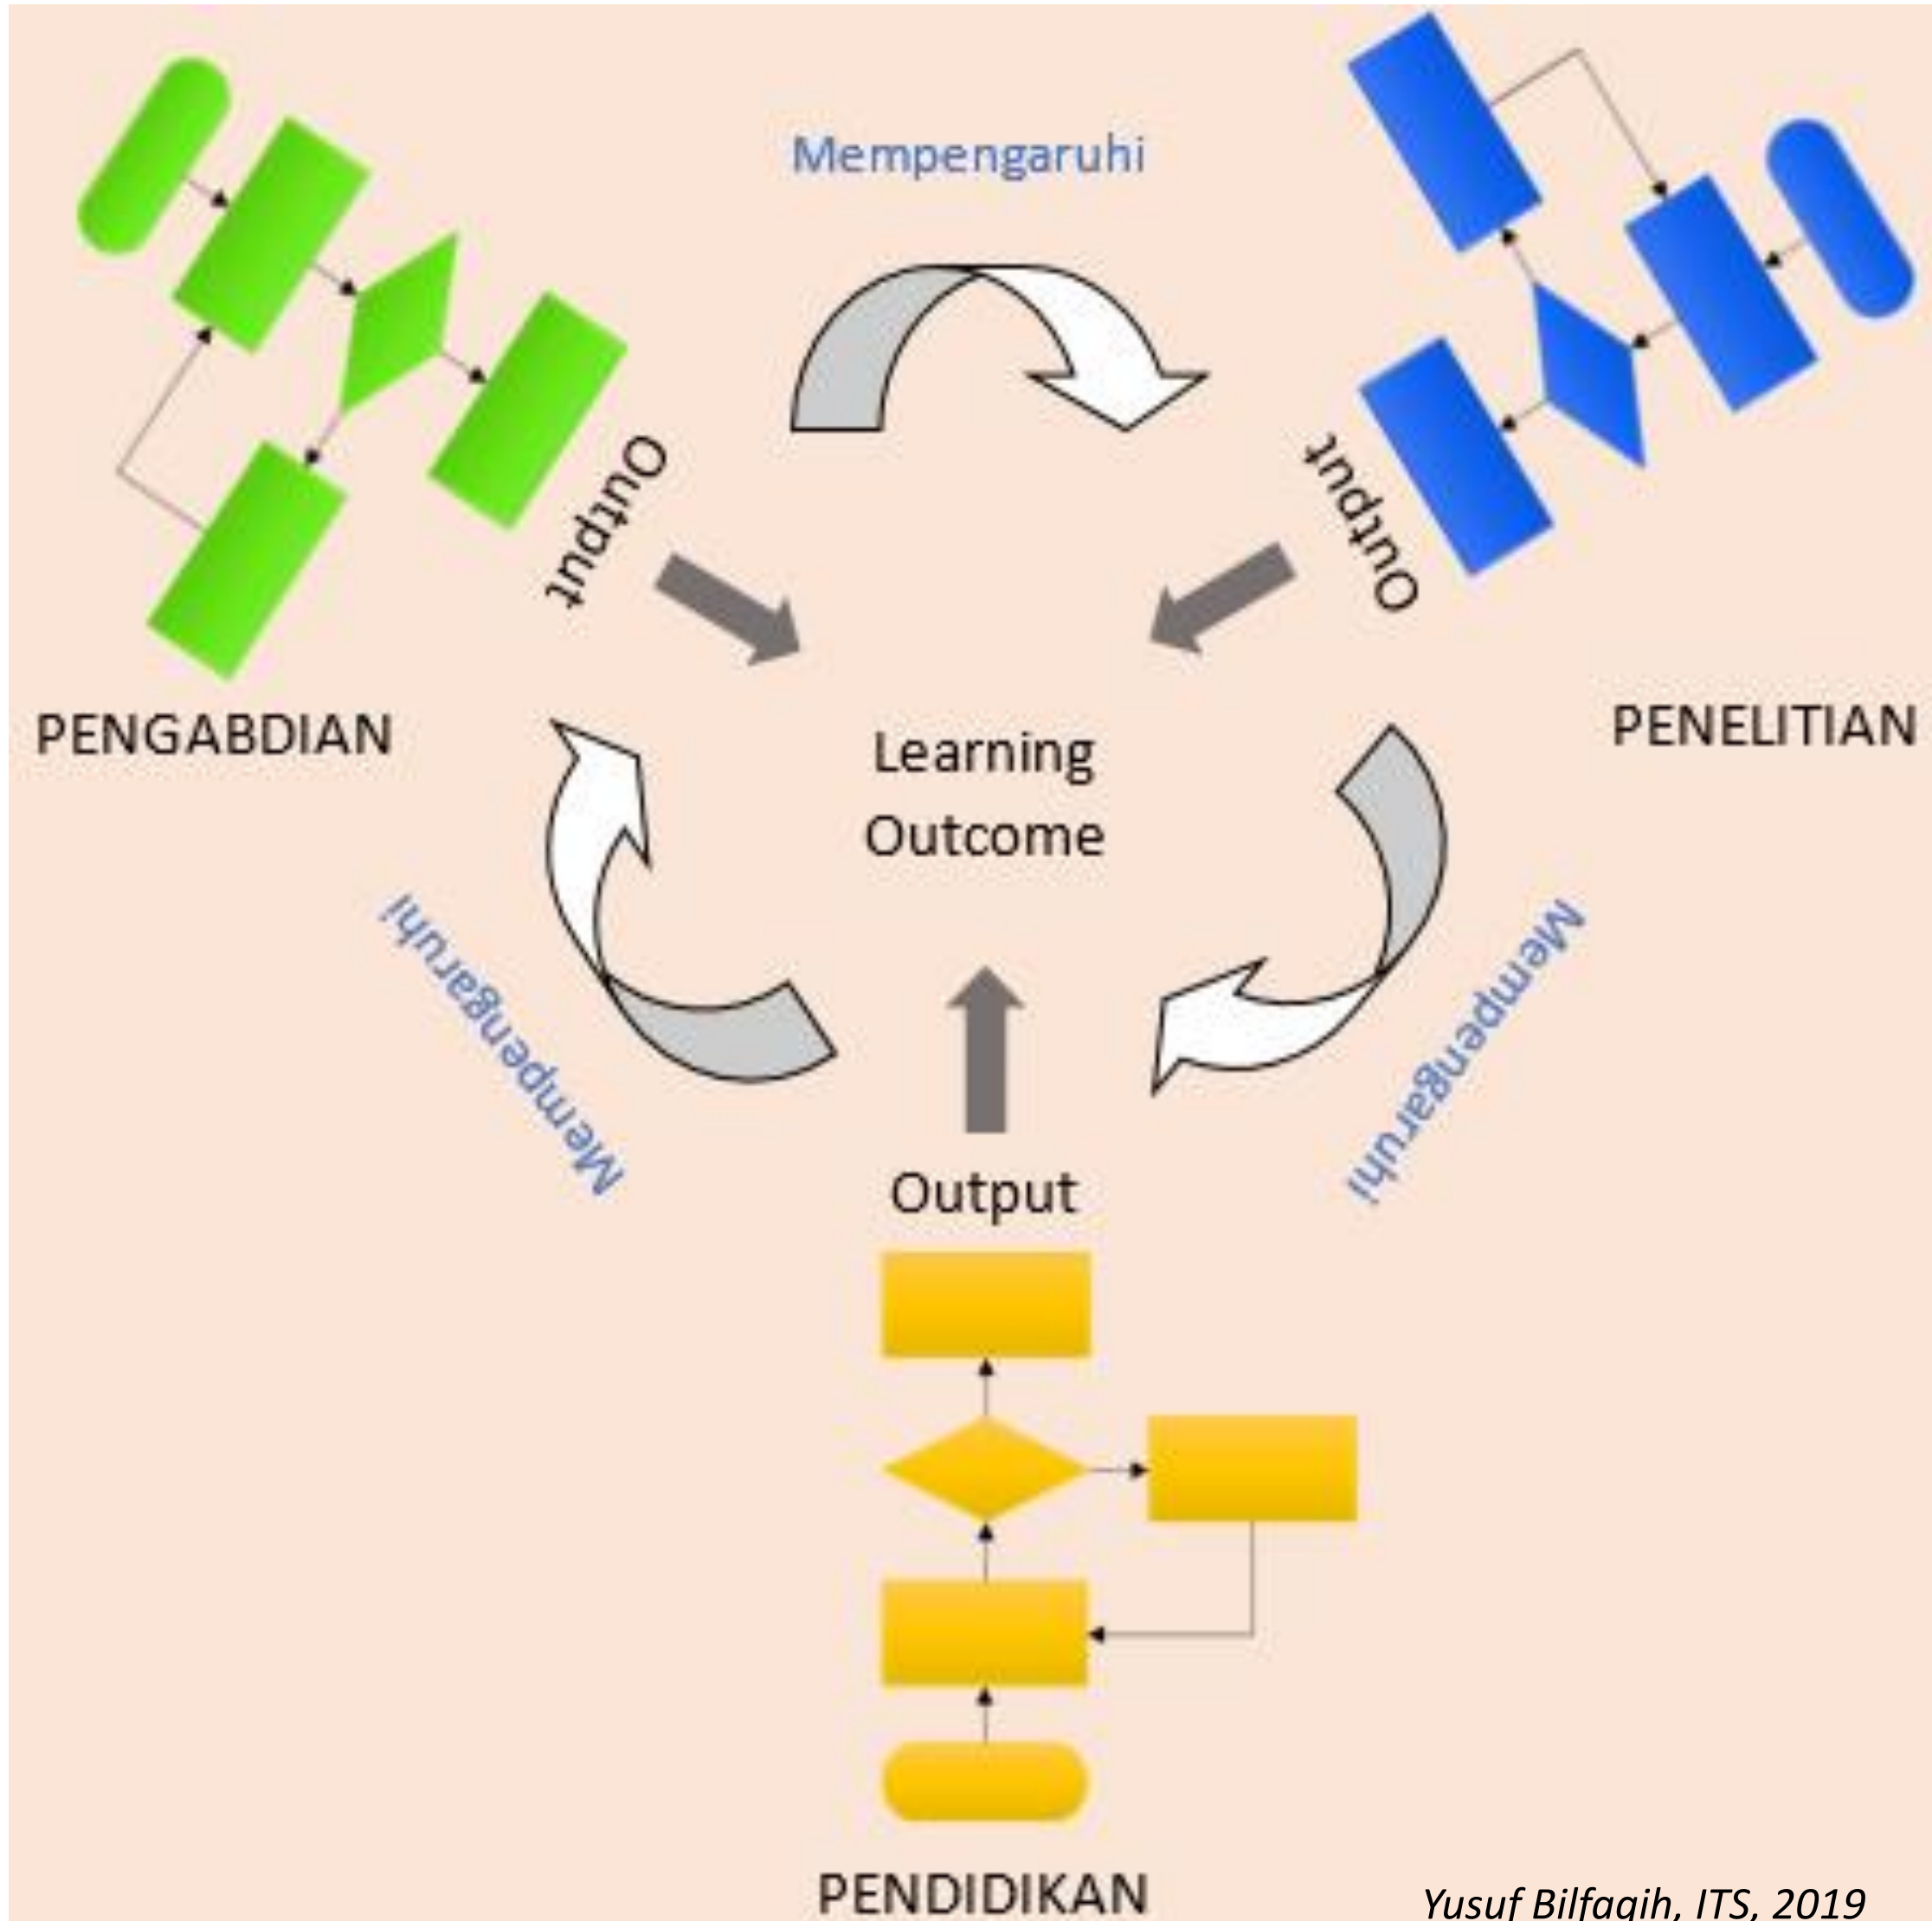 Mempengaruhi
Output
Output
PENGABDIAN
PENELITIAN
Learning
Outcome
Mempengaruhi
Mempengaruhi
Output
PENDIDIKAN
Yusuf Bilfaqih, ITS, 2019